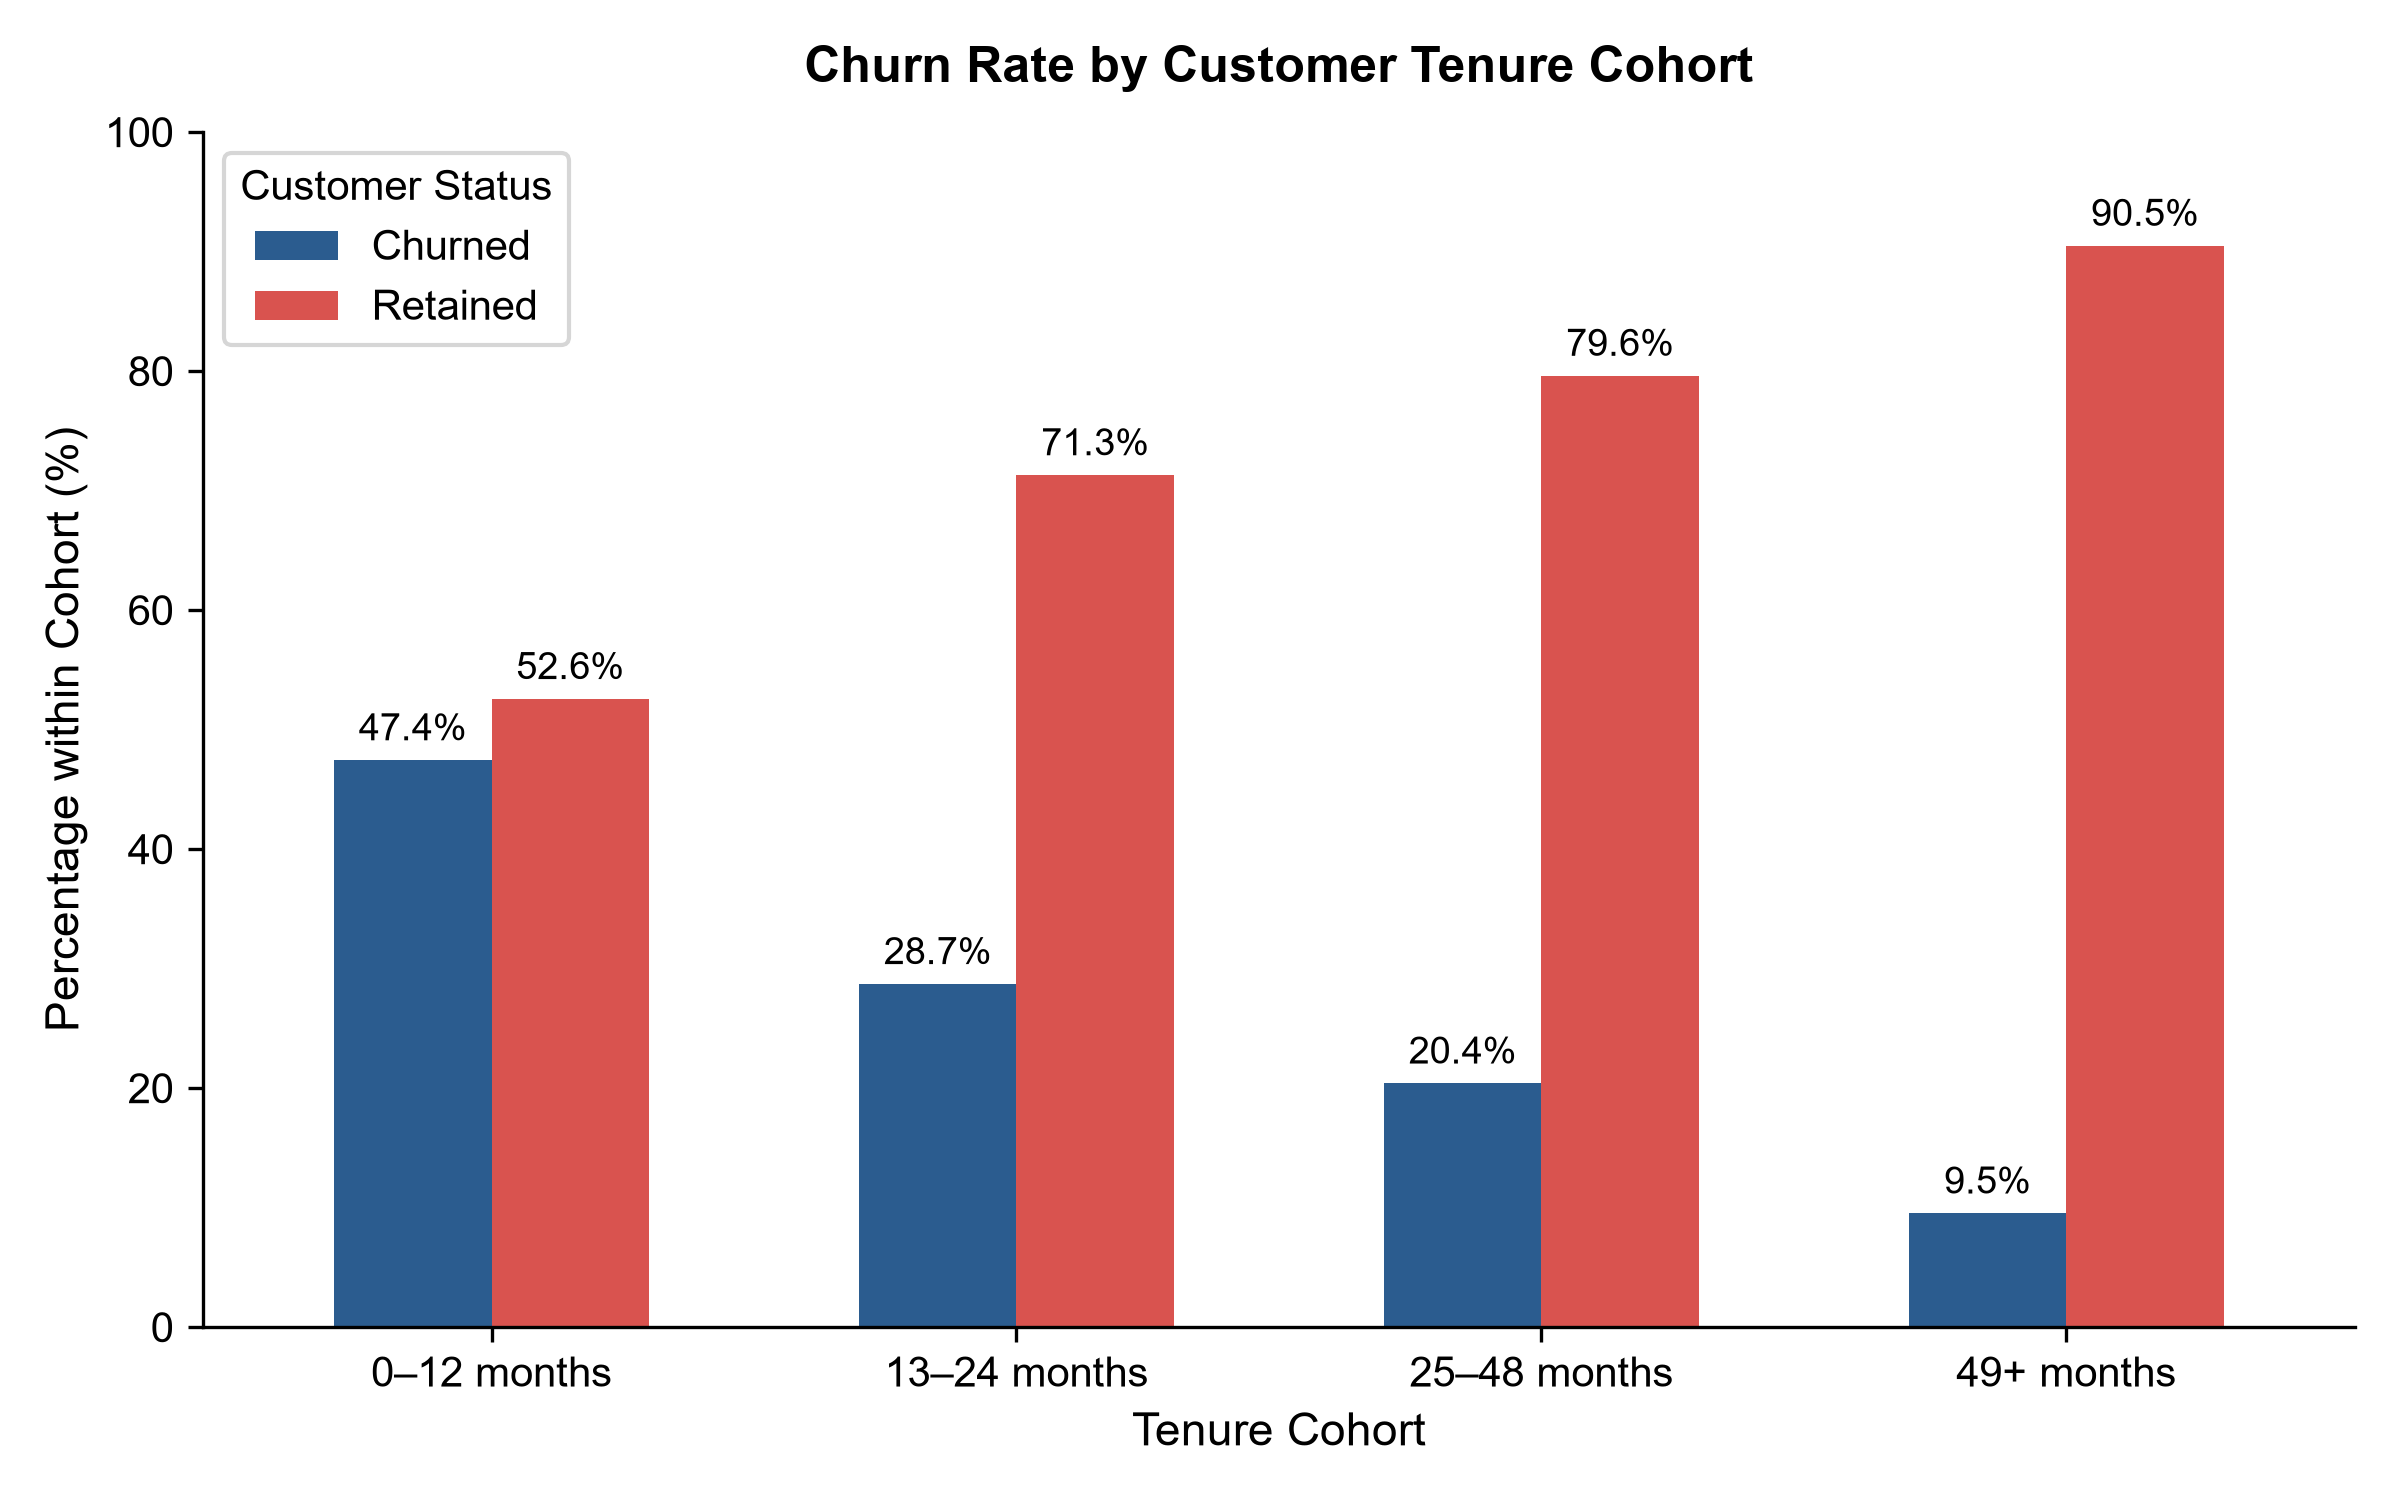 Churn Rate by Customer Tenure Cohort
Customer Status
Churned
Retained
Percentage within Cohort (%)
100
80
60
40
20
0
47.4%
52.6%
28.7%
71.3%
20.4%
79.6%
9.5%
90.5%
0–12 months
13–24 months
25–48 months
49+ months
Tenure Cohort